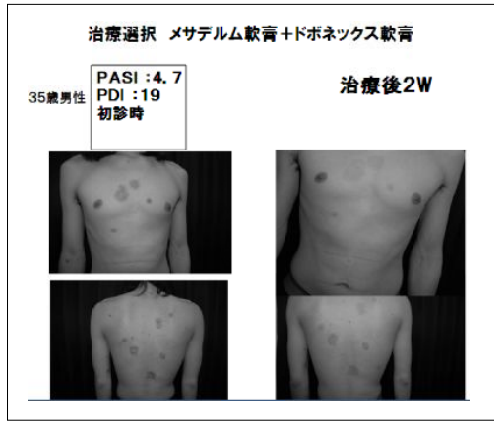 治療選択 メサデルム軟膏＋ドボネックス軟膏
35歳男性
PASI：4.7
PDI：19
初診時
治療後2W